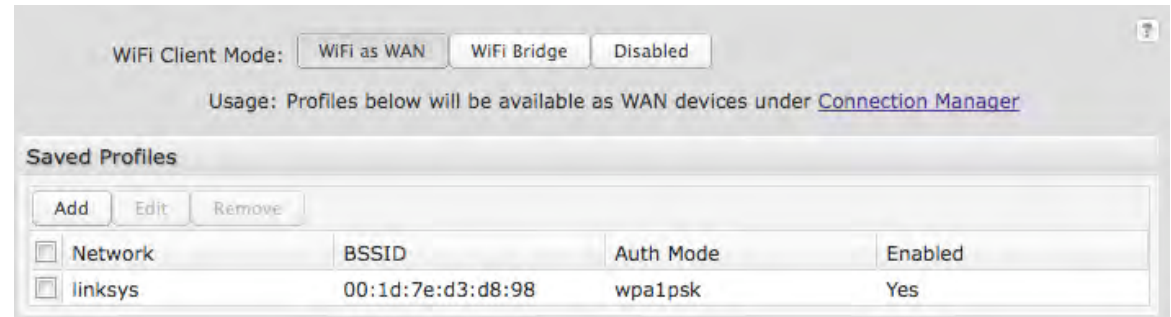 ?
WiFi Client Mode: WiFi as WAN WiFi Bridge Disabled
Usage: Profiles below will be available as WAN devices under Connection Manager
Saved Profiles
Add Edit Remove
Network BSSID Auth Mode Enabled
linksys 00:1d:7e:d3:d8:98 wpa1psk Yes